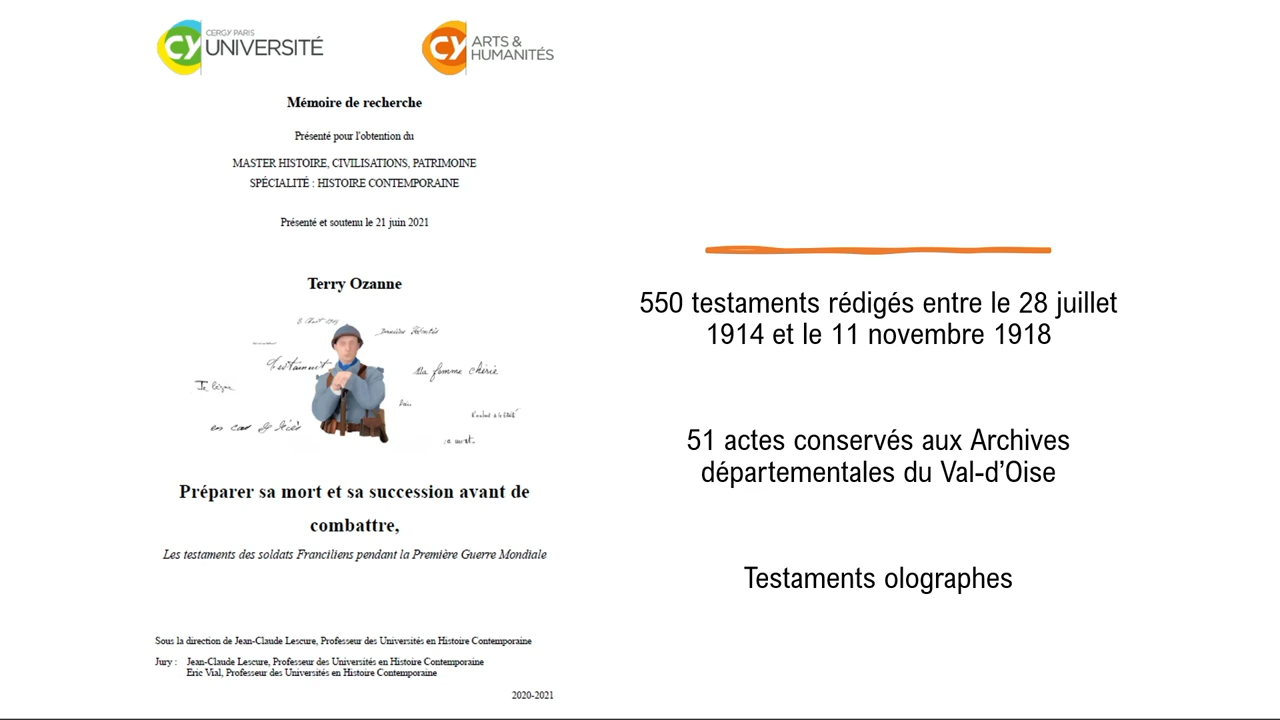 CERGY PARIS
CY UNIVERSITÉ
CY ARTS &
HUMANITÉS
Mémoire de recherche
Présenté pour l'obtention du
MASTER HISTOIRE, CIVILISATIONS, PATRIMOINE
SPÉCIALITÉ : HISTOIRE CONTEMPORAINE
Présenté et soutenu le 21 juin 2021
Terry Ozanne
Testament
Ma femme chérie
Je lègue
en cas de décès
Préparer sa mort et sa succession avant de
combattre,
Les testaments des soldats Franciliens pendant la Première Guerre Mondiale
Sous la direction de Jean-Claude Lescure, Professeur des Universités en Histoire Contemporaine
Jury : Jean-Claude Lescure, Professeur des Universités en Histoire Contemporaine
Eric Vial, Professeur des Universités en Histoire Contemporaine
2020-2021
550 testaments rédigés entre le 28 juillet
1914 et le 11 novembre 1918
51 actes conservés aux Archives
départementales du Val-d’Oise
Testaments olographes